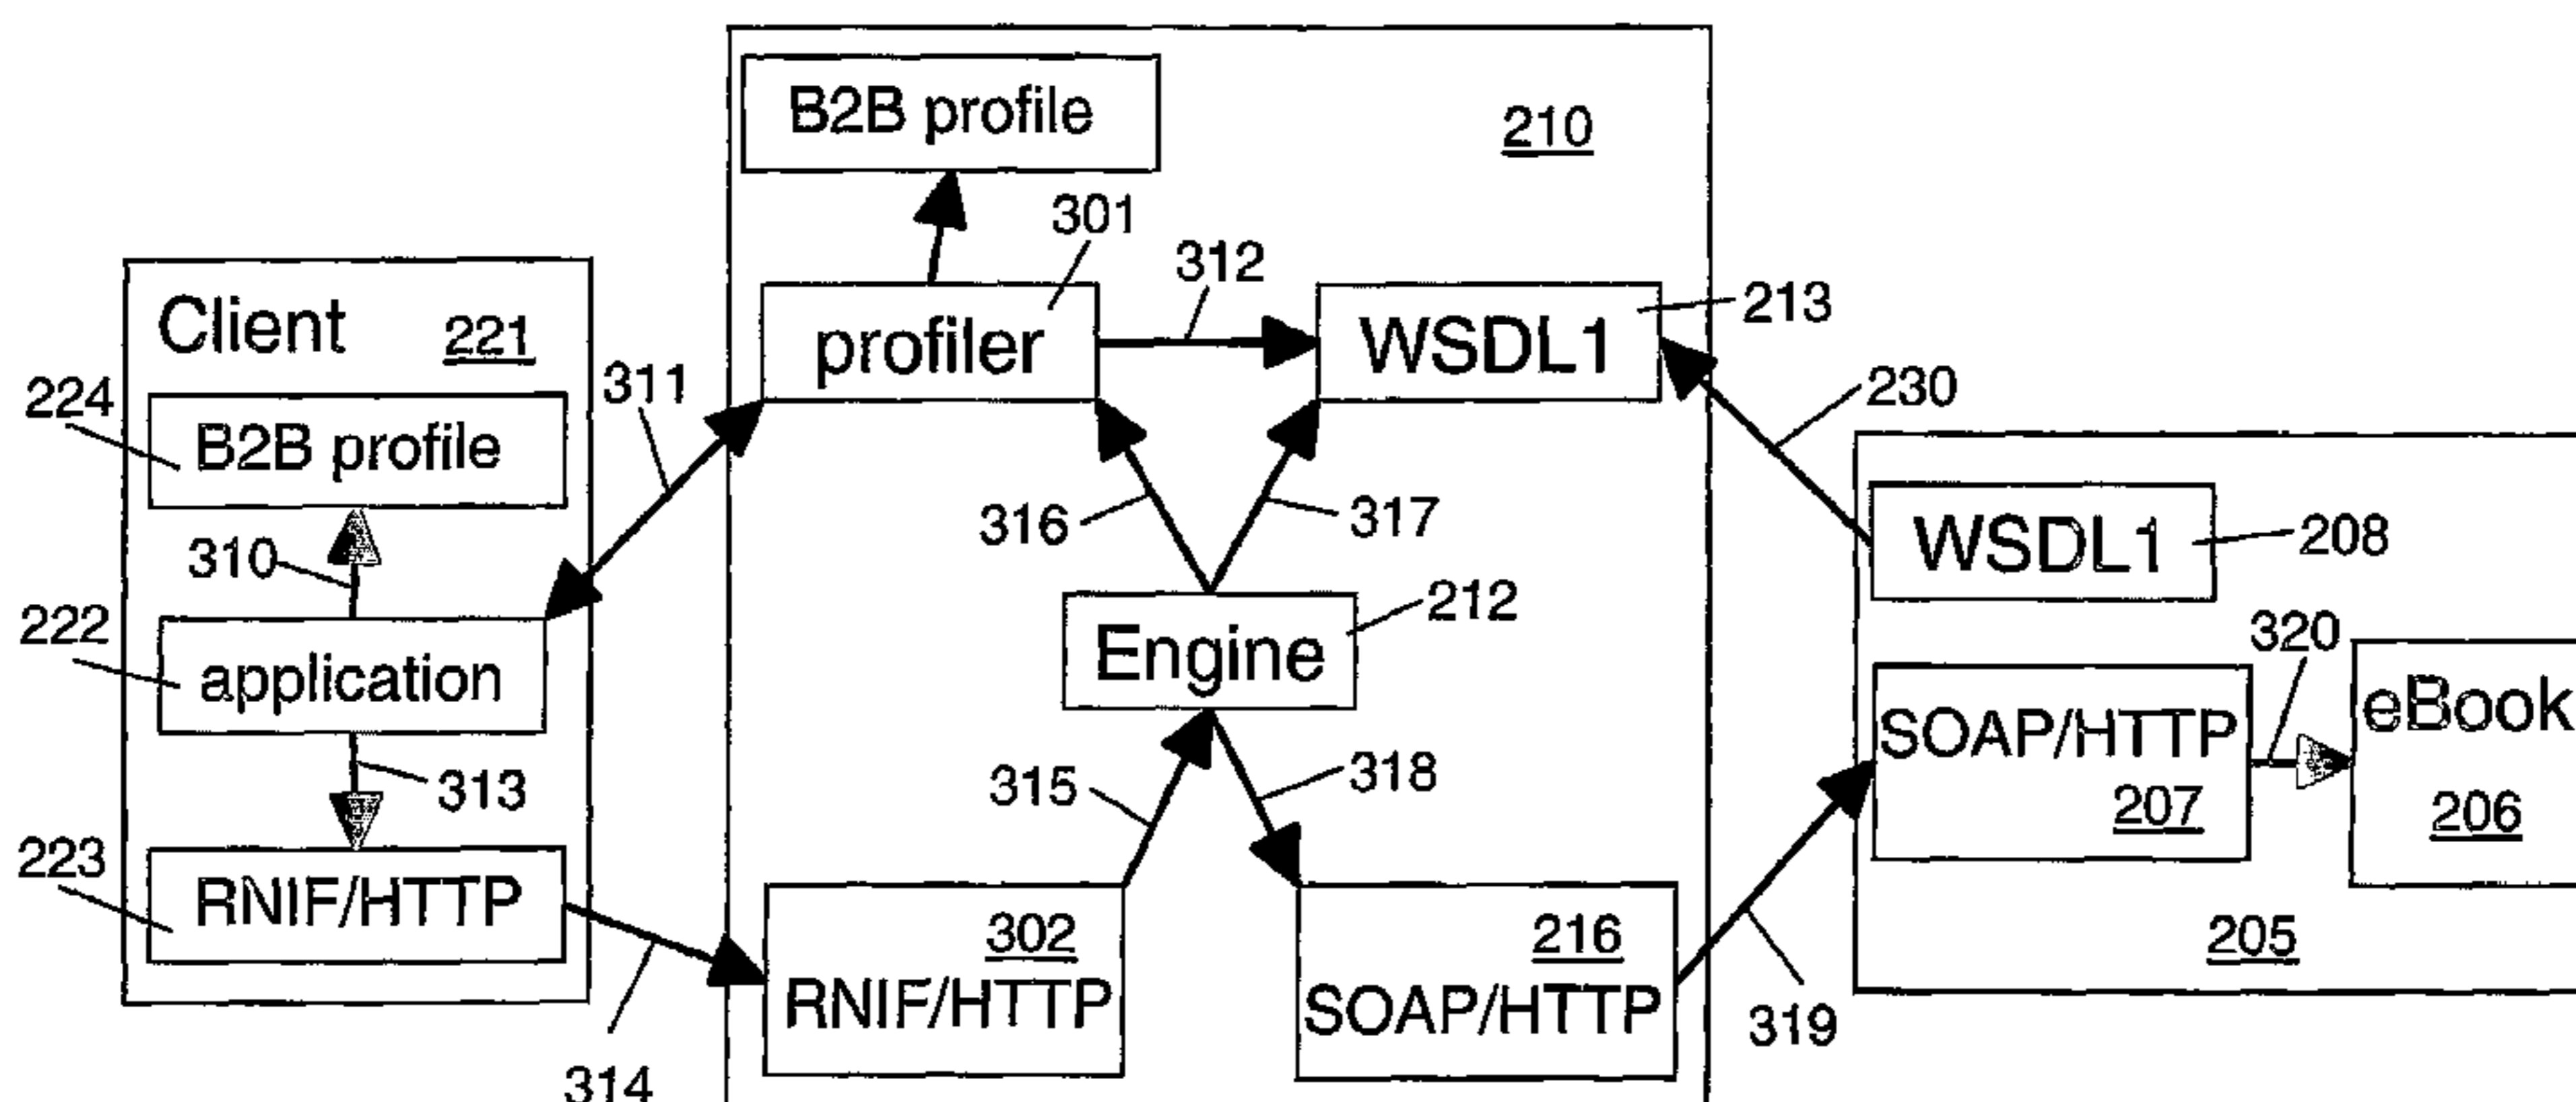 B2B profile
210
301
312
profiler
WSDL1
213
Client
221
311
230
224
B2B profile
316
317
WSDL1
208
310
222
application
Engine
212
320
SOAP/HTTP
207
eBook
206
313
315
318
223
RNIF/HTTP
302
RNIF/HTTP
216
SOAP/HTTP
205
319
314